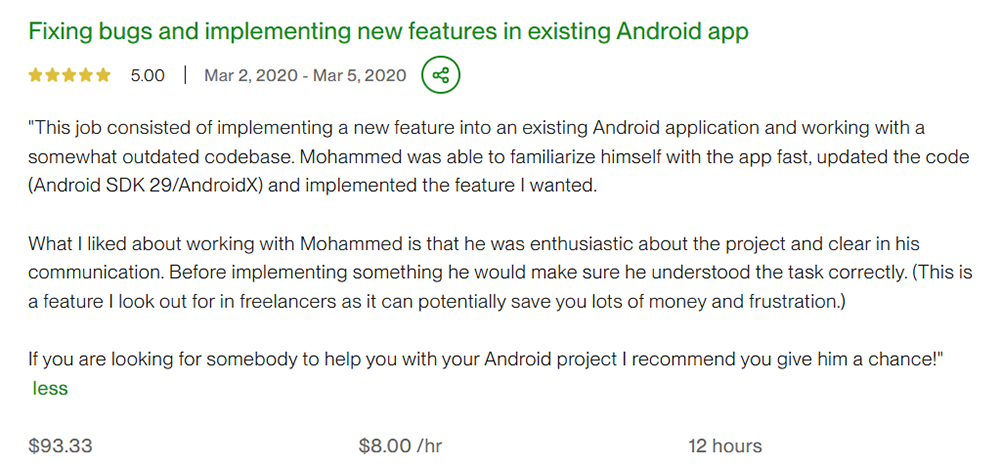 Fixing bugs and implementing new features in existing Android app
5.00 | Mar 2, 2020 - Mar 5, 2020
"This job consisted of implementing a new feature into an existing Android application and working with a
somewhat outdated codebase. Mohammed was able to familiarize himself with the app fast, updated the code
(Android SDK 29/AndroidX) and implemented the feature I wanted.
What I liked about working with Mohammed is that he was enthusiastic about the project and clear in his
communication. Before implementing something he would make sure he understood the task correctly. (This is
a feature I look out for in freelancers as it can potentially save you lots of money and frustration.)
If you are looking for somebody to help you with your Android project I recommend you give him a chance!"
less
$93.33 $8.00 /hr 12 hours